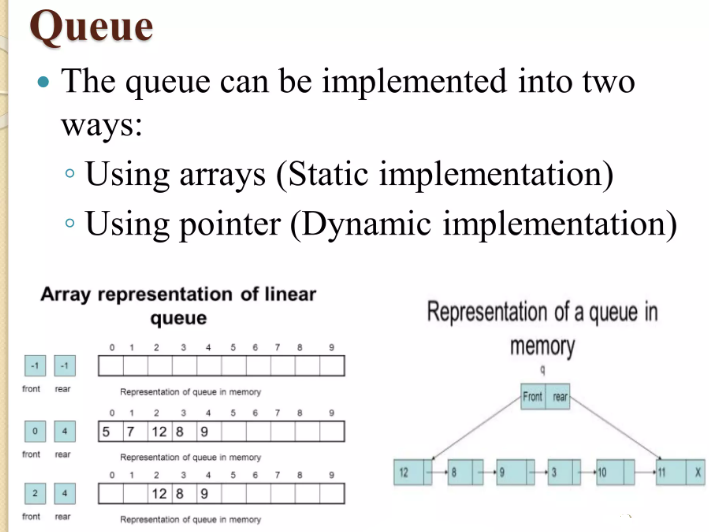 Queue
The queue can be implemented into two
ways:
Using arrays (Static implementation)
Using pointer (Dynamic implementation)
Array representation of linear
queue
0 1 2 3 4 5 6 7 8 9
-1 -1
front rear
Representation of queue in memory
0 1 2 3 4 5 6 7 8 9
0 4
5 7 12 8 9
front rear
Representation of queue in memory
0 1 2 3 4 5 6 7 8 9
2 4
12 8 9
front rear
Representation of queue in memory
Representation of a queue in
memory
q
Front rear
12 8 9 3 10 11 X